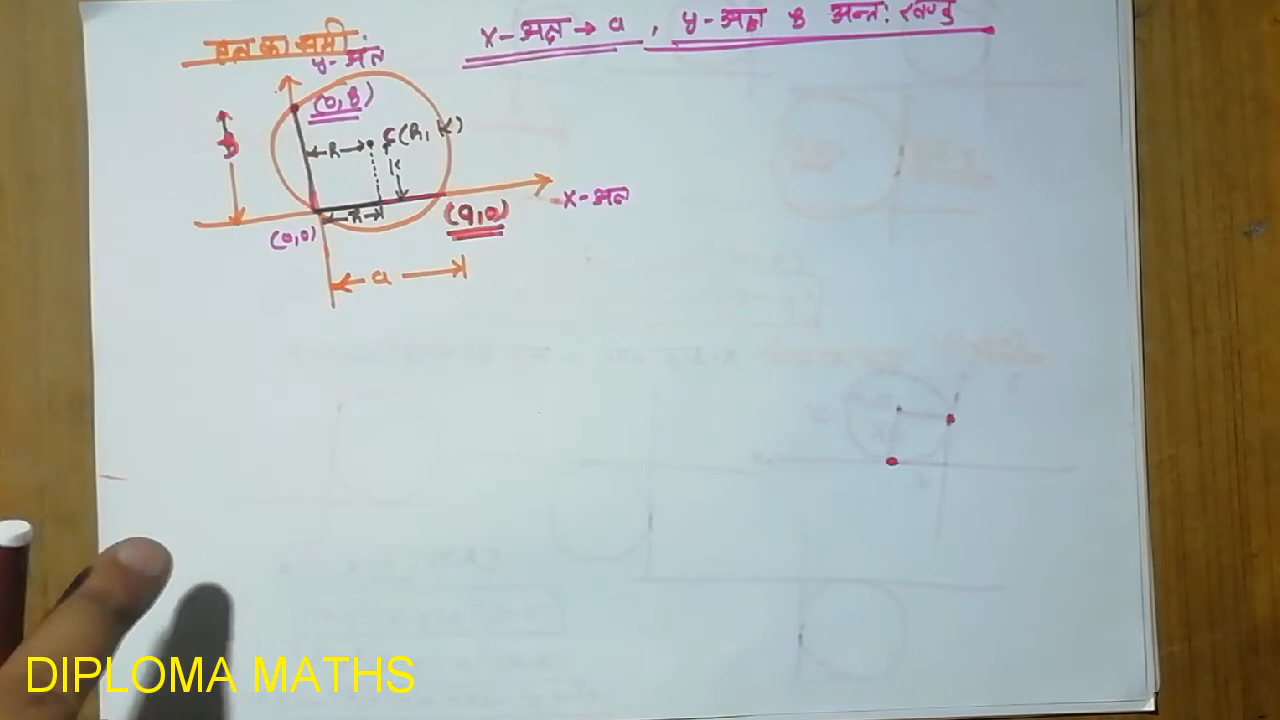 वृत्त का समी:
x-अक्ष → a , y-अक्ष b अन्त: खण्ड
y-अक्ष
(0,b)
b
h C(h, k)
k
h
x-अक्ष
(a,0)
(0,0)
a
DIPLOMA MATHS